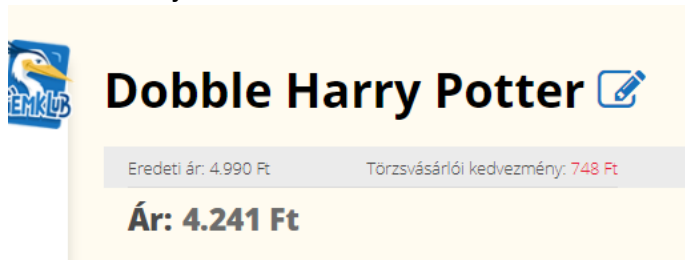 Dobble Harry Potter
Eredeti ár: 4.990 Ft Törzsvásárlói kedvezmény: 748 Ft
Ár: 4.241 Ft